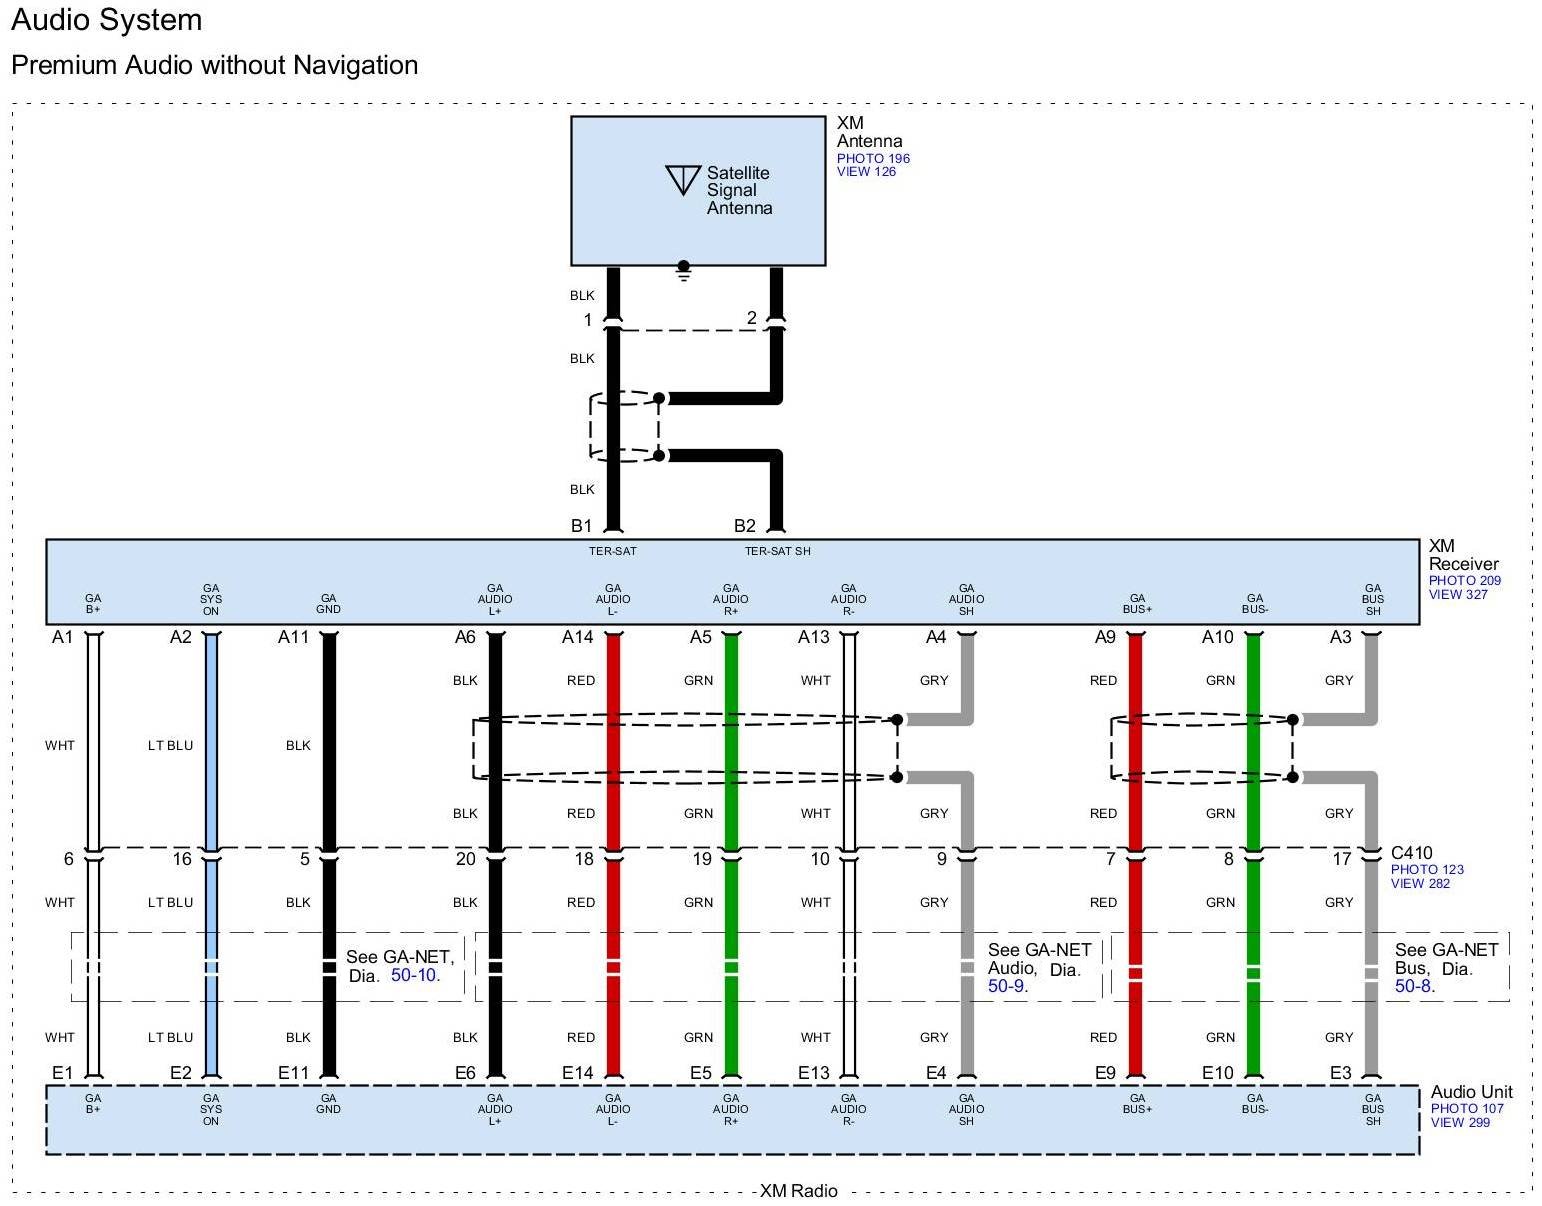 Audio System
Premium Audio without Navigation
XM
Antenna
PHOTO 196
VIEW 126
Satellite
Signal
Antenna
BLK
1 2
BLK
BLK
B1 B2
TER-SAT TER-SAT SH
XM
Receiver
PHOTO 209
VIEW 327
GA
B+
GA
SYS
ON
GA
GND
GA
AUDIO
L+
GA
AUDIO
L-
GA
AUDIO
R+
GA
AUDIO
R-
GA
AUDIO
SH
GA
BUS+
GA
BUS-
GA
BUS
SH
A1 A2 A11 A6 A14 A5 A13 A4 A9 A10 A3
BLK RED GRN WHT GRY RED GRN GRY
WHT LT BLU BLK
BLK RED GRN WHT GRY RED GRN GRY
6 16 5 20 18 19 10 9 7 8 17
C410
PHOTO 123
VIEW 282
WHT LT BLU BLK BLK RED GRN WHT GRY RED GRN GRY
See GA-NET,
Dia. 50-10.
See GA-NET
Audio, Dia.
50-9.
See GA-NET
Bus, Dia.
50-8.
WHT LT BLU BLK BLK RED GRN WHT GRY RED GRN GRY
E1 E2 E11 E6 E14 E5 E13 E4 E9 E10 E3
Audio Unit
PHOTO 107
VIEW 299
GA
B+
GA
SYS
ON
GA
GND
GA
AUDIO
L+
GA
AUDIO
L-
GA
AUDIO
R+
GA
AUDIO
R-
GA
AUDIO
SH
GA
BUS+
GA
BUS-
GA
BUS
SH
XM Radio